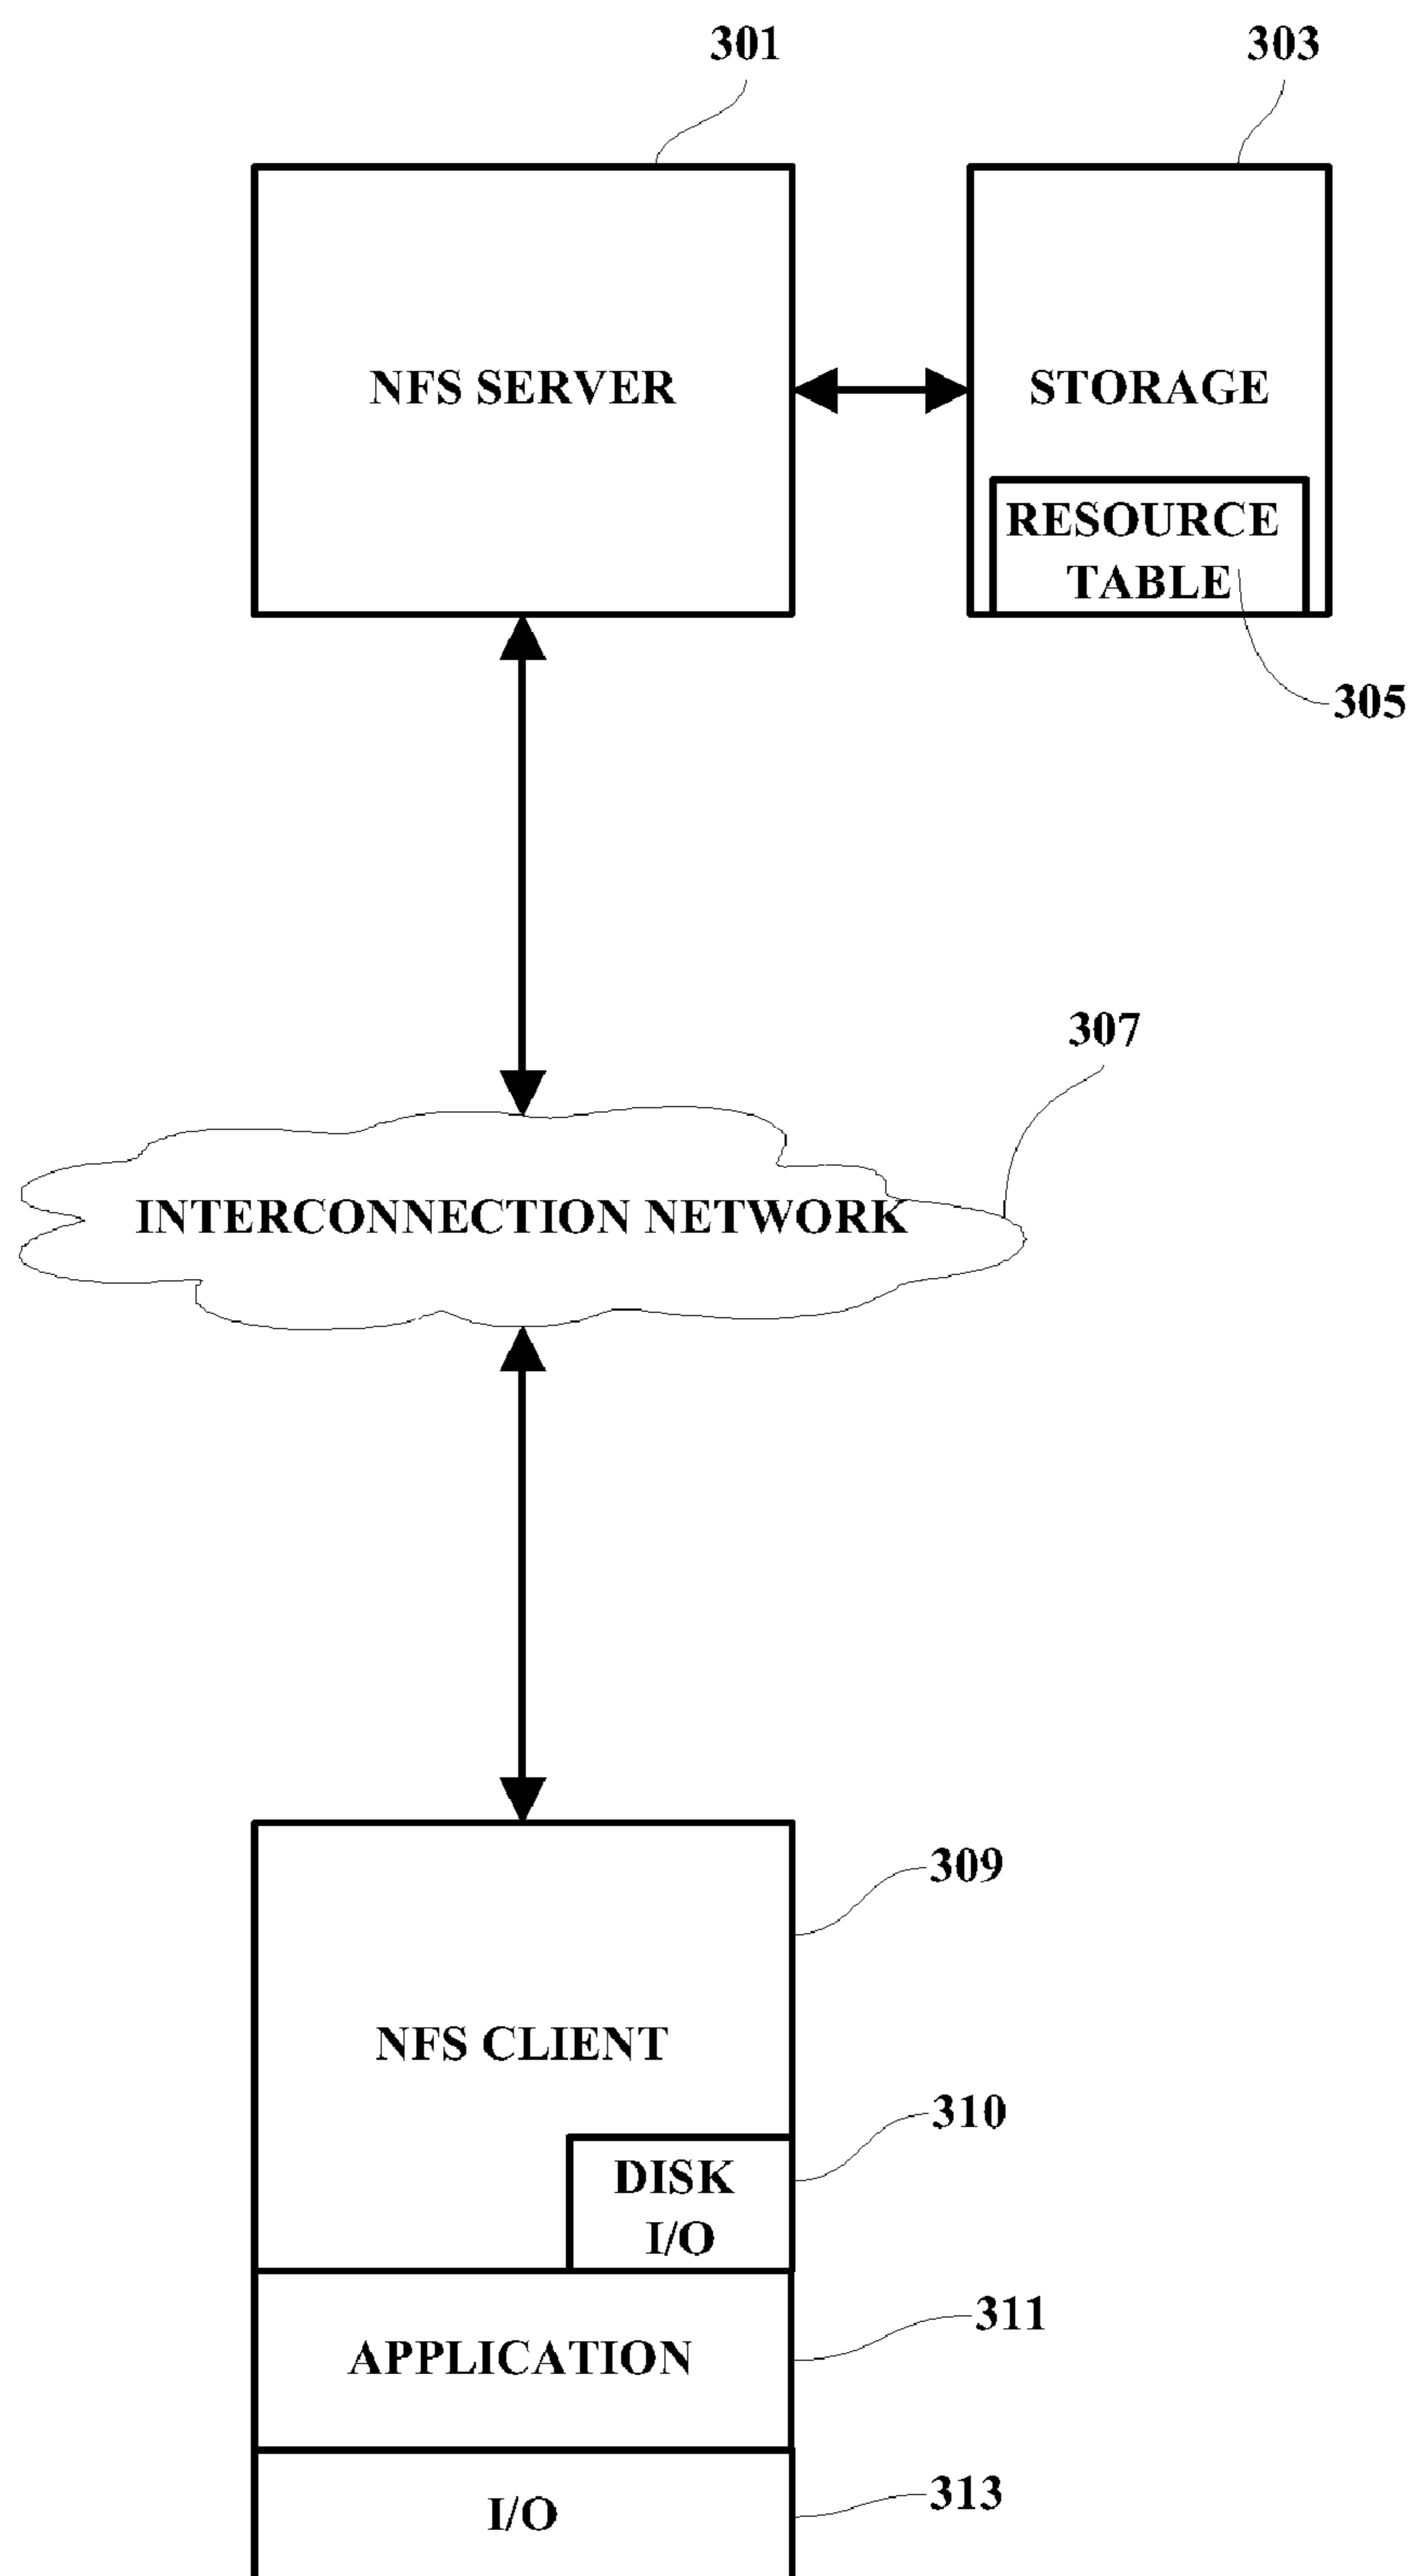 301
303
NFS SERVER
STORAGE
RESOURCE
TABLE
305
307
INTERCONNECTION NETWORK
309
NFS CLIENT
310
DISK
I/O
311
APPLICATION
313
I/O